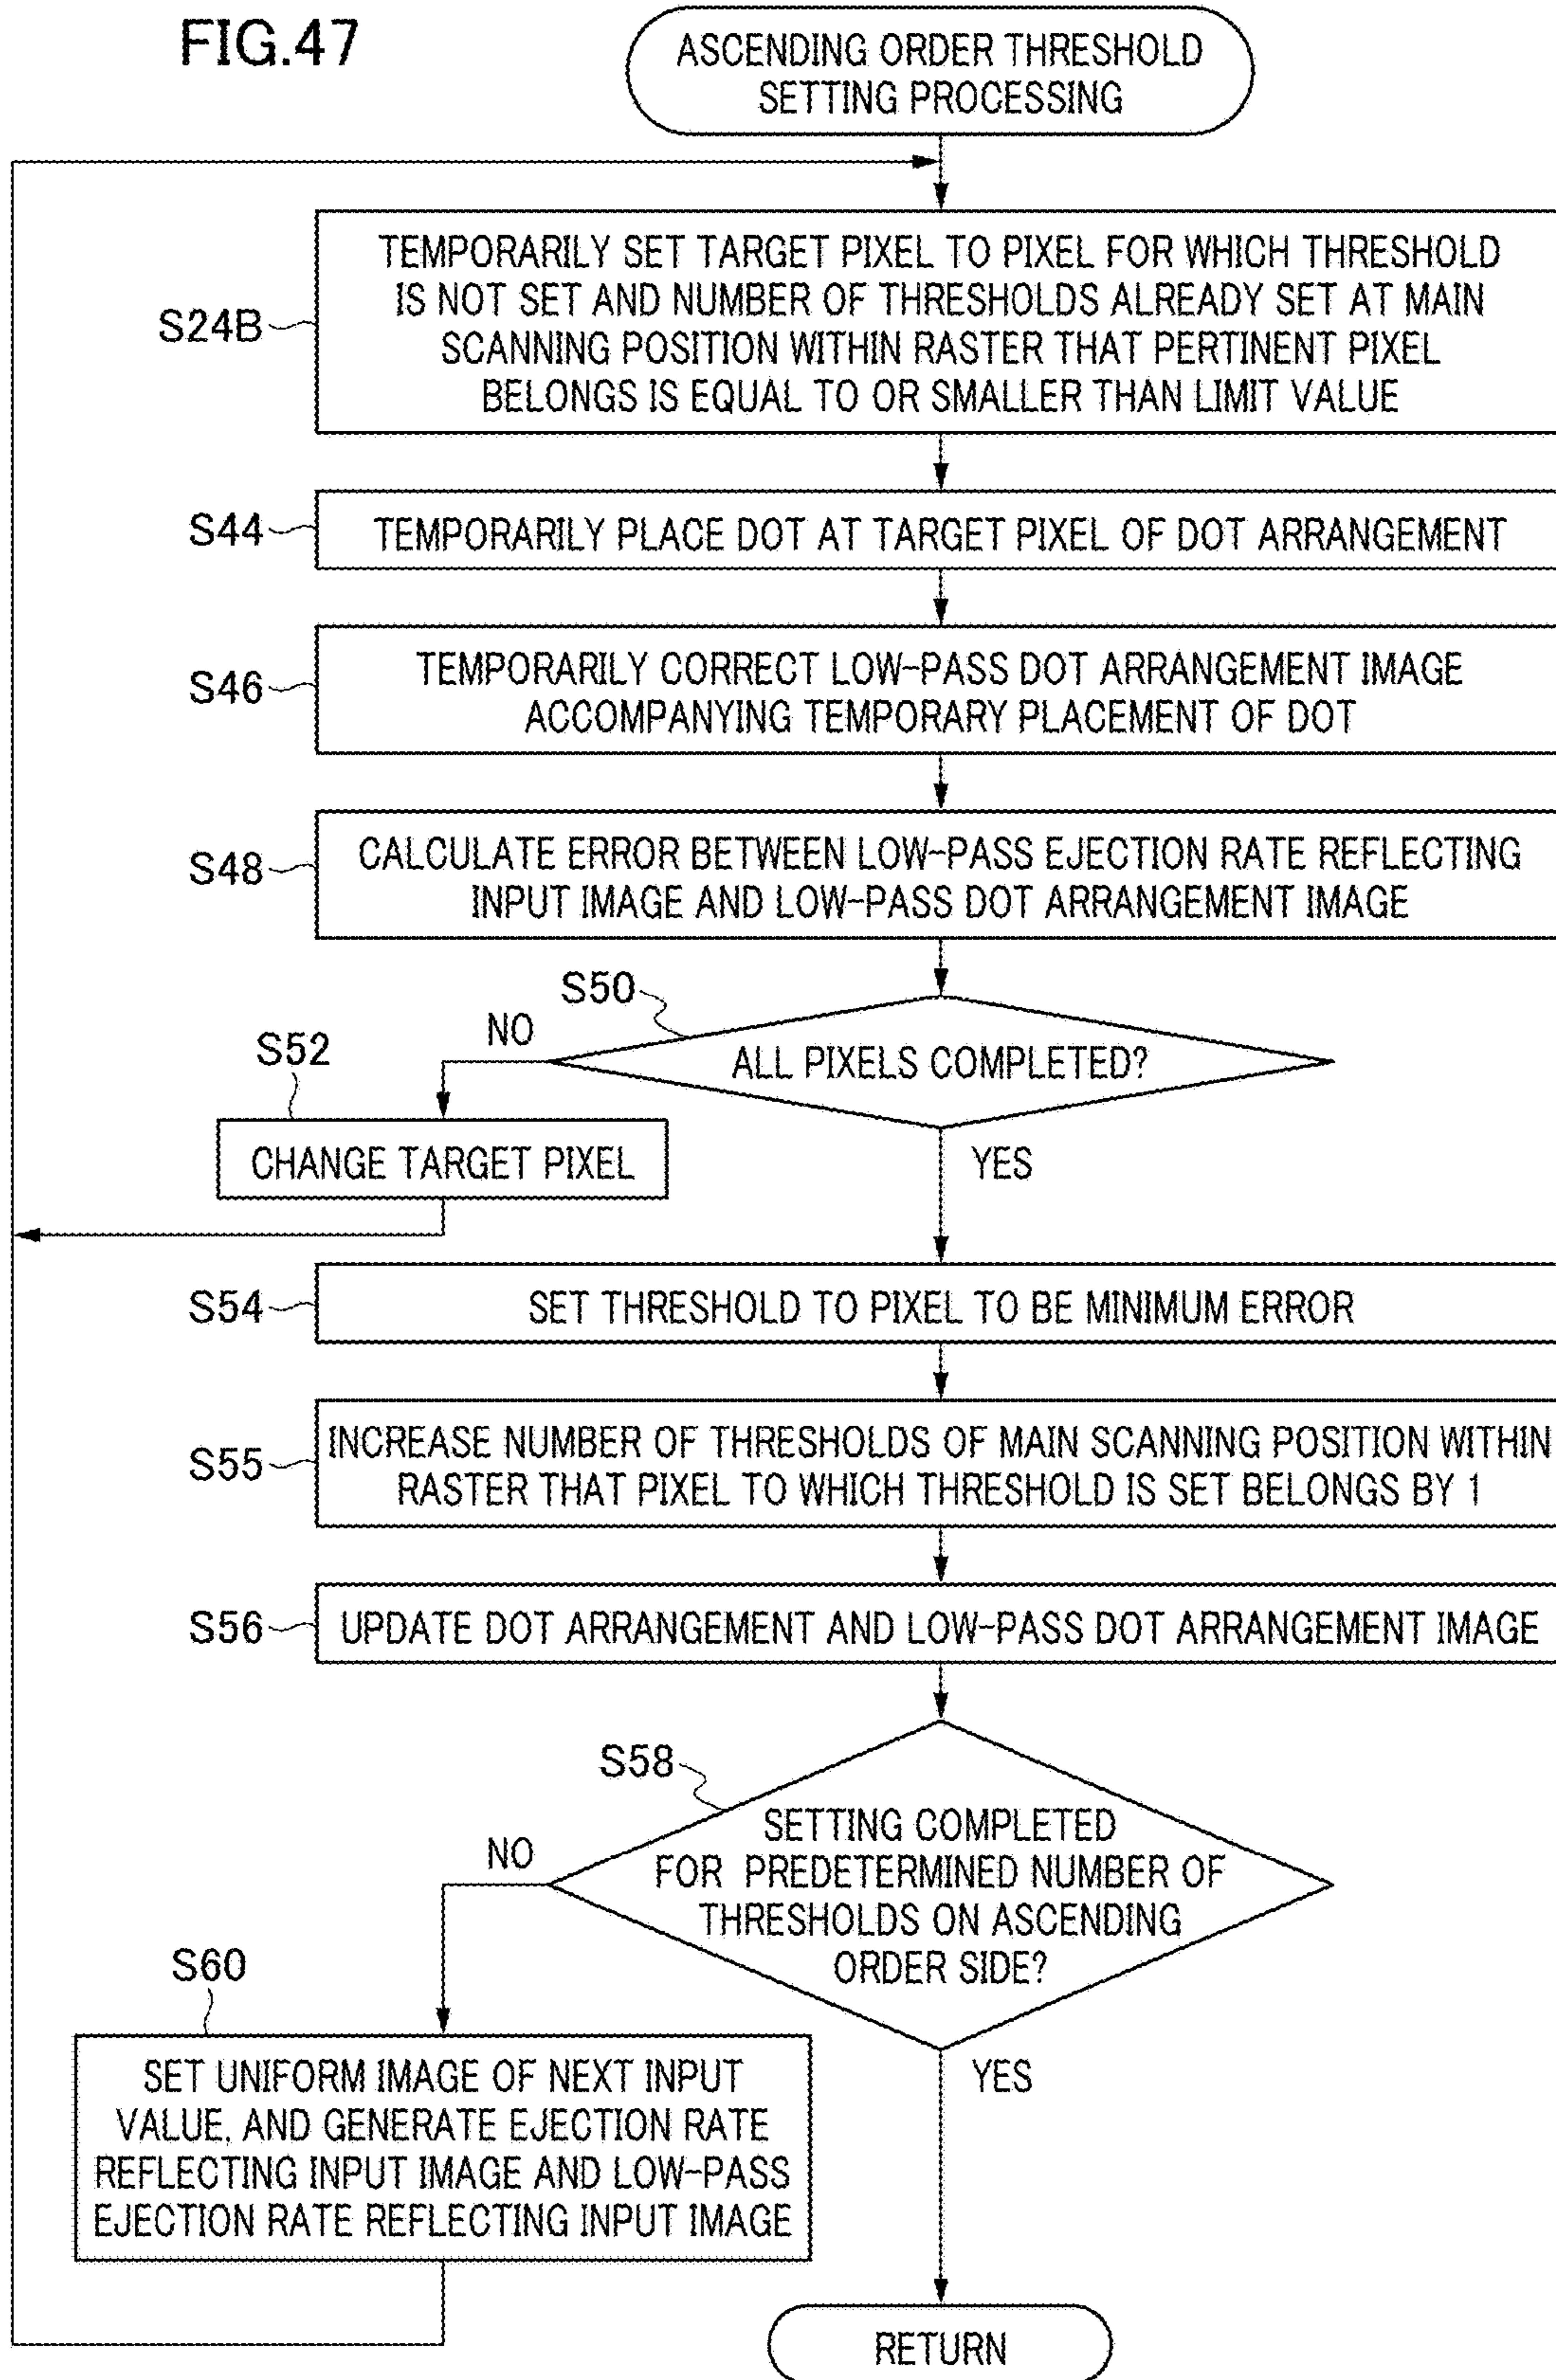 FIG.47
ASCENDING ORDER THRESHOLD
SETTING PROCESSING
S24B
TEMPORARILY SET TARGET PIXEL TO PIXEL FOR WHICH THRESHOLD
IS NOT SET AND NUMBER OF THRESHOLDS ALREADY SET AT MAIN
SCANNING POSITION WITHIN RASTER THAT PERTINENT PIXEL
BELONGS IS EQUAL TO OR SMALLER THAN LIMIT VALUE
S44
TEMPORARILY PLACE DOT AT TARGET PIXEL OF DOT ARRANGEMENT
S46
TEMPORARILY CORRECT LOW-PASS DOT ARRANGEMENT IMAGE
ACCOMPANYING TEMPORARY PLACEMENT OF DOT
S48
CALCULATE ERROR BETWEEN LOW-PASS EJECTION RATE REFLECTING
INPUT IMAGE AND LOW-PASS DOT ARRANGEMENT IMAGE
S50
NO
ALL PIXELS COMPLETED?
S52
CHANGE TARGET PIXEL
YES
S54
SET THRESHOLD TO PIXEL TO BE MINIMUM ERROR
S55
INCREASE NUMBER OF THRESHOLDS OF MAIN SCANNING POSITION WITHIN
RASTER THAT PIXEL TO WHICH THRESHOLD IS SET BELONGS BY 1
S56
UPDATE DOT ARRANGEMENT AND LOW-PASS DOT ARRANGEMENT IMAGE
S58
NO
SETTING COMPLETED
FOR PREDETERMINED NUMBER OF
THRESHOLDS ON ASCENDING
ORDER SIDE?
S60
SET UNIFORM IMAGE OF NEXT INPUT
VALUE, AND GENERATE EJECTION RATE
REFLECTING INPUT IMAGE AND LOW-PASS
EJECTION RATE REFLECTING INPUT IMAGE
YES
RETURN